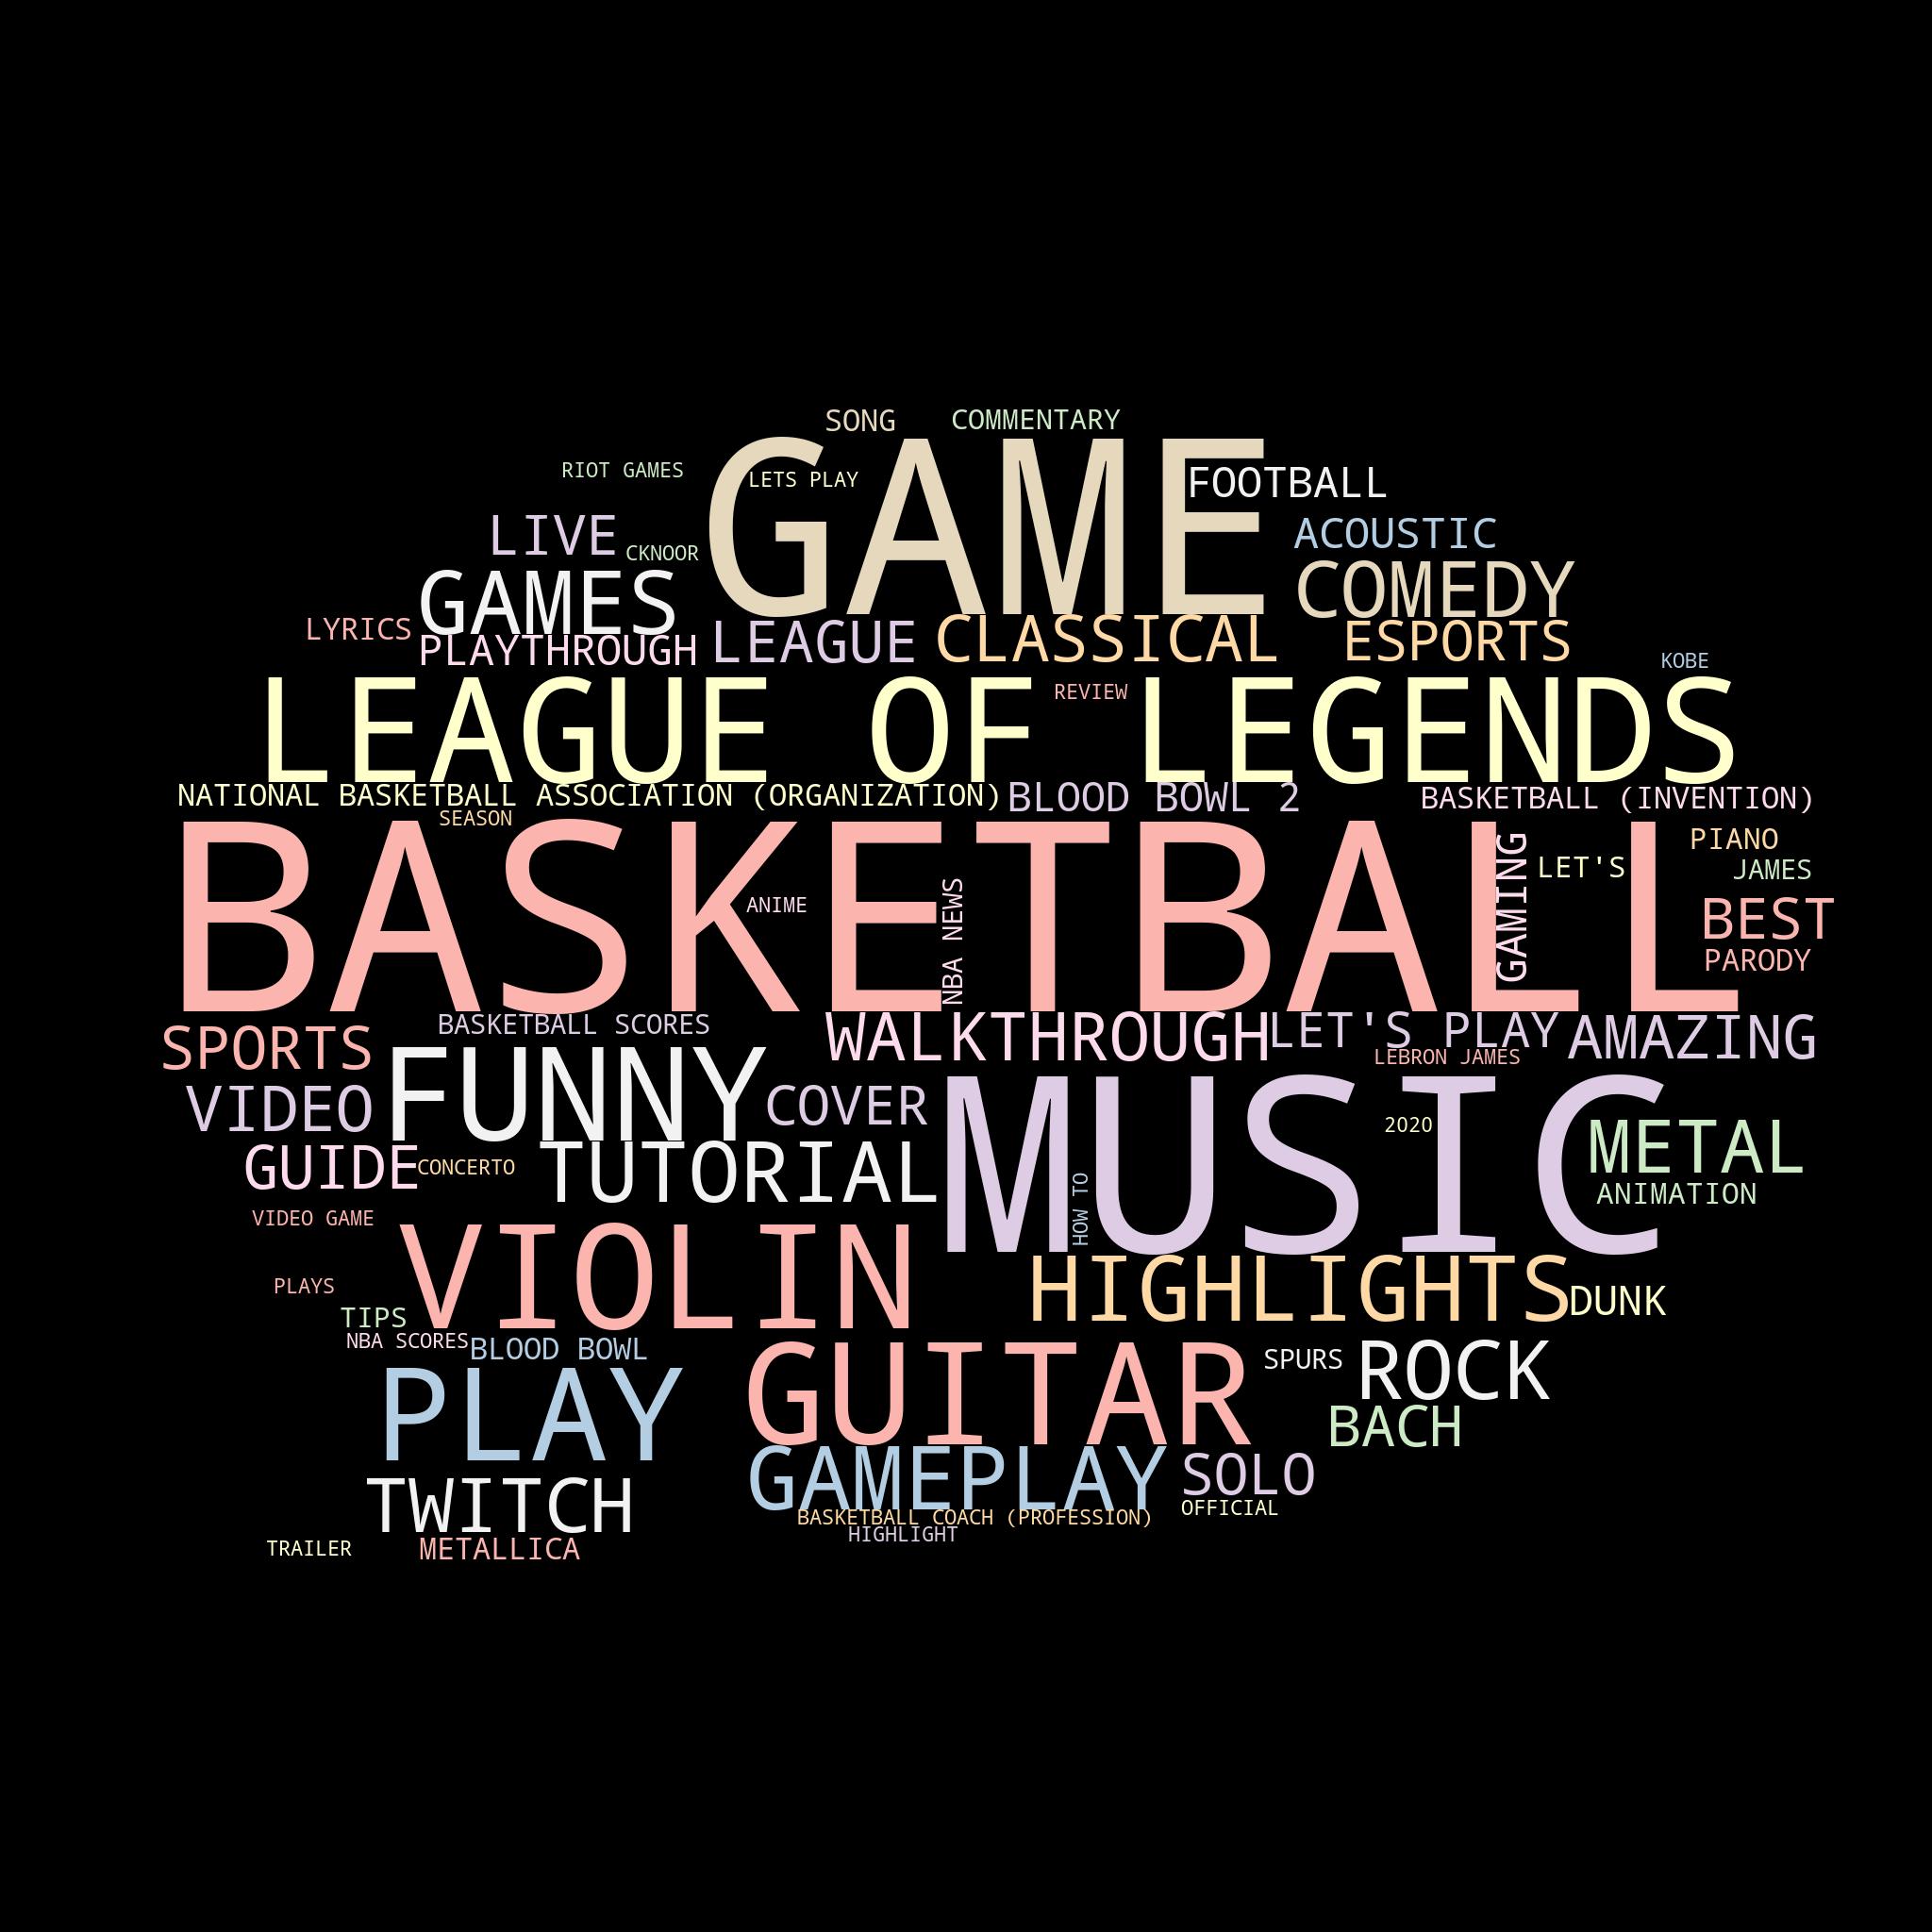 SONG
COMMENTARY
GAME
RIOT GAMES
LETS PLAY
FOOTBALL
LIVE
CKNOOR
ACOUSTIC
GAMES
COMEDY
LYRICS
PLAYTHROUGH
LEAGUE
CLASSICAL
ESPORTS
KOBE
REVIEW
LEAGUE OF LEGENDS
NATIONAL BASKETBALL ASSOCIATION (ORGANIZATION)
BLOOD BOWL 2
BASKETBALL (INVENTION)
SEASON
BASKETBALL
ANIME
NBA NEWS
GAMING
LET'S
PIANO
JAMES
BEST
PARODY
SPORTS
BASKETBALL SCORES
WALKTHROUGH
LET'S PLAY
AMAZING
LEBRON JAMES
VIDEO
FUNNY
COVER
MUSIC
2020
METAL
GUIDE
CONCERTO
TUTORIAL
HOW TO
ANIMATION
VIDEO GAME
VIOLIN
HIGHLIGHTS
DUNK
PLAYS
TIPS
NBA SCORES
BLOOD BOWL
GUITAR
SPURS
ROCK
PLAY
BACH
GAMEPLAY
SOLO
TWITCH
OFFICIAL
BASKETBALL COACH (PROFESSION)
HIGHLIGHT
TRAILER
METALLICA